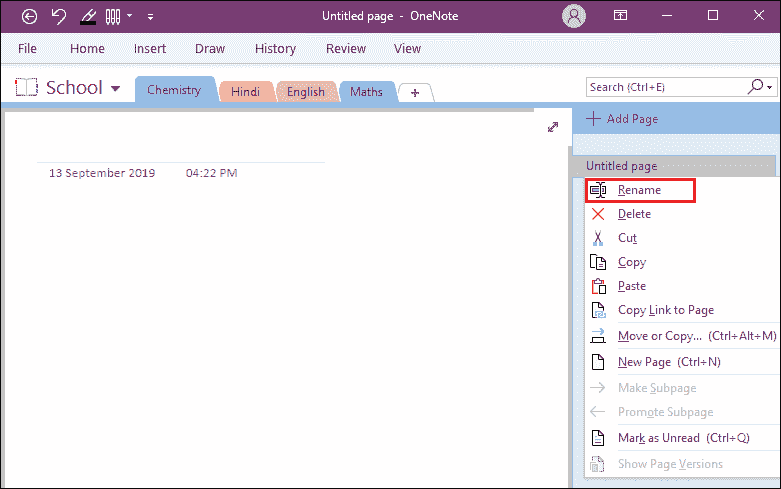 Untitled page - OneNote
File Home Insert Draw History Review View
School Chemistry Hindi English Maths + Search (Ctrl+E)
Add Page
Untitled page
13 September 2019 04:22 PM
Rename
Delete
Cut
Copy
Paste
Copy Link to Page
Move or Copy... (Ctrl+Alt+M)
New Page (Ctrl+N)
Make Subpage
Promote Subpage
Mark as Unread (Ctrl+Q)
Show Page Versions